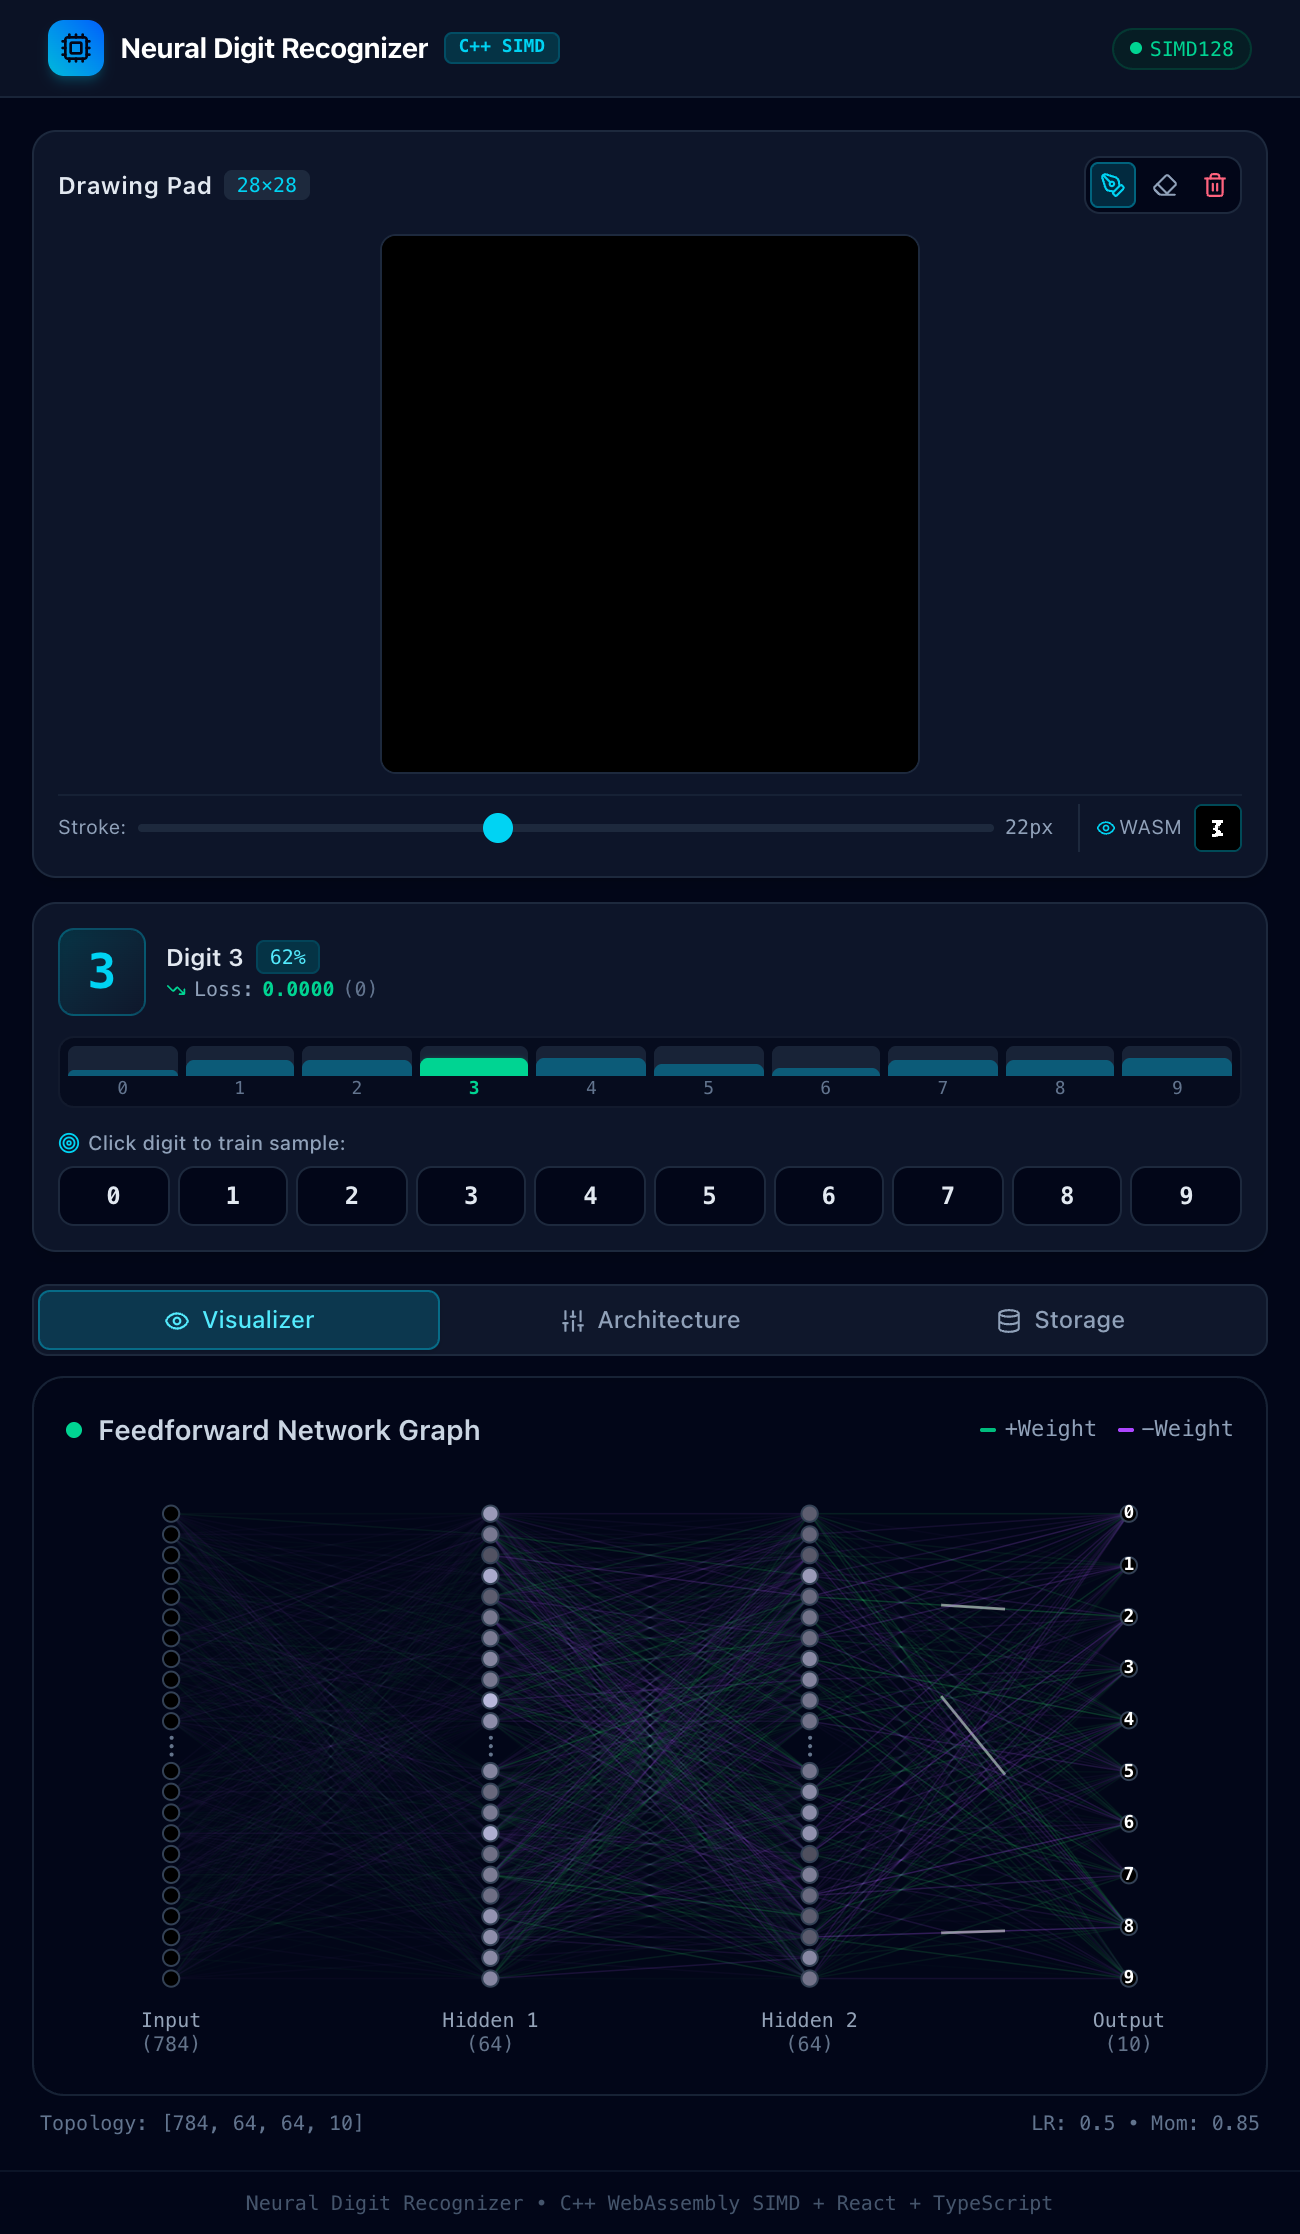 Neural Digit Recognizer C++ SIMD SIMD128
Drawing Pad 28×28
Stroke: 22px WASM
3
Digit 3 62%
Loss: 0.0000 (0)
0 1 2 3 4 5 6 7 8 9
Click digit to train sample:
0 1 2 3 4 5 6 7 8 9
Visualizer Architecture Storage
Feedforward Network Graph +Weight −Weight
0
1
2
3
4
5
6
7
8
9
Input Hidden 1 Hidden 2 Output
(784) (64) (64) (10)
Topology: [784, 64, 64, 10] LR: 0.5 • Mom: 0.85
Neural Digit Recognizer • C++ WebAssembly SIMD + React + TypeScript